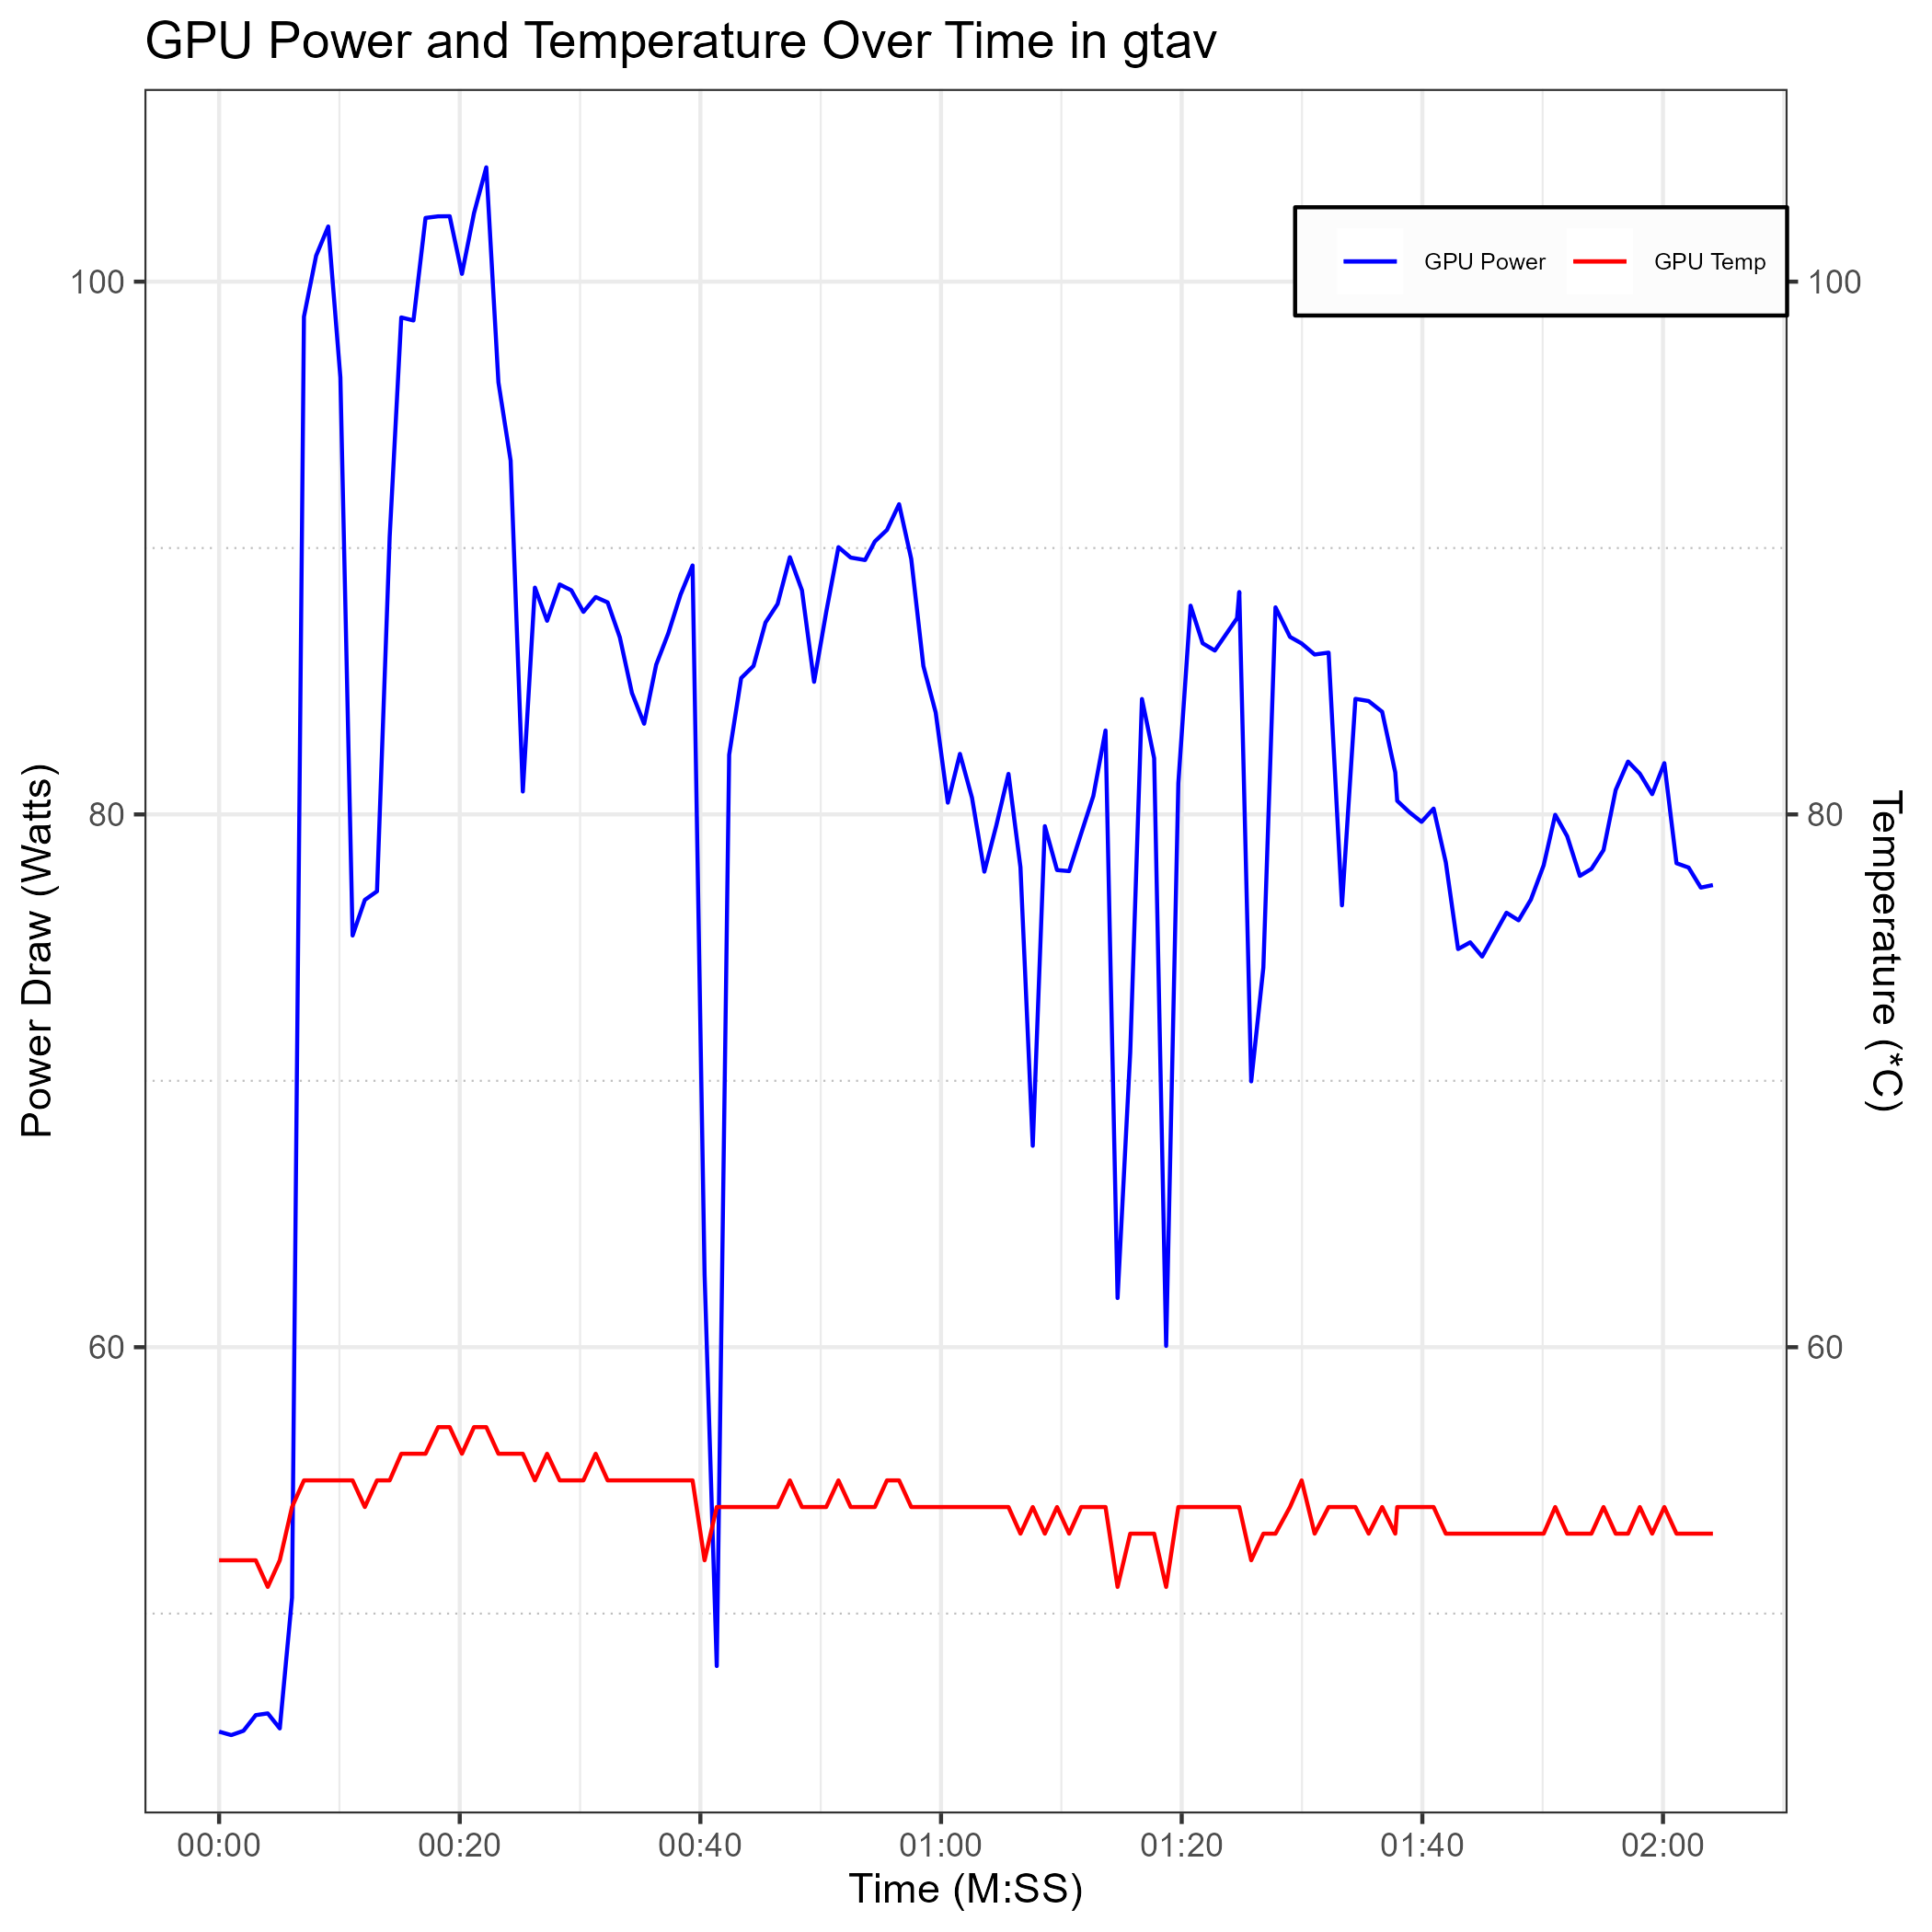 GPU Power and Temperature Over Time in gtav
GPU Power
GPU Temp
100
80
60
100
80
60
Power Draw (Watts)
Temperature (*C)
00:00
00:20
00:40
01:00
01:20
01:40
02:00
Time (M:SS)